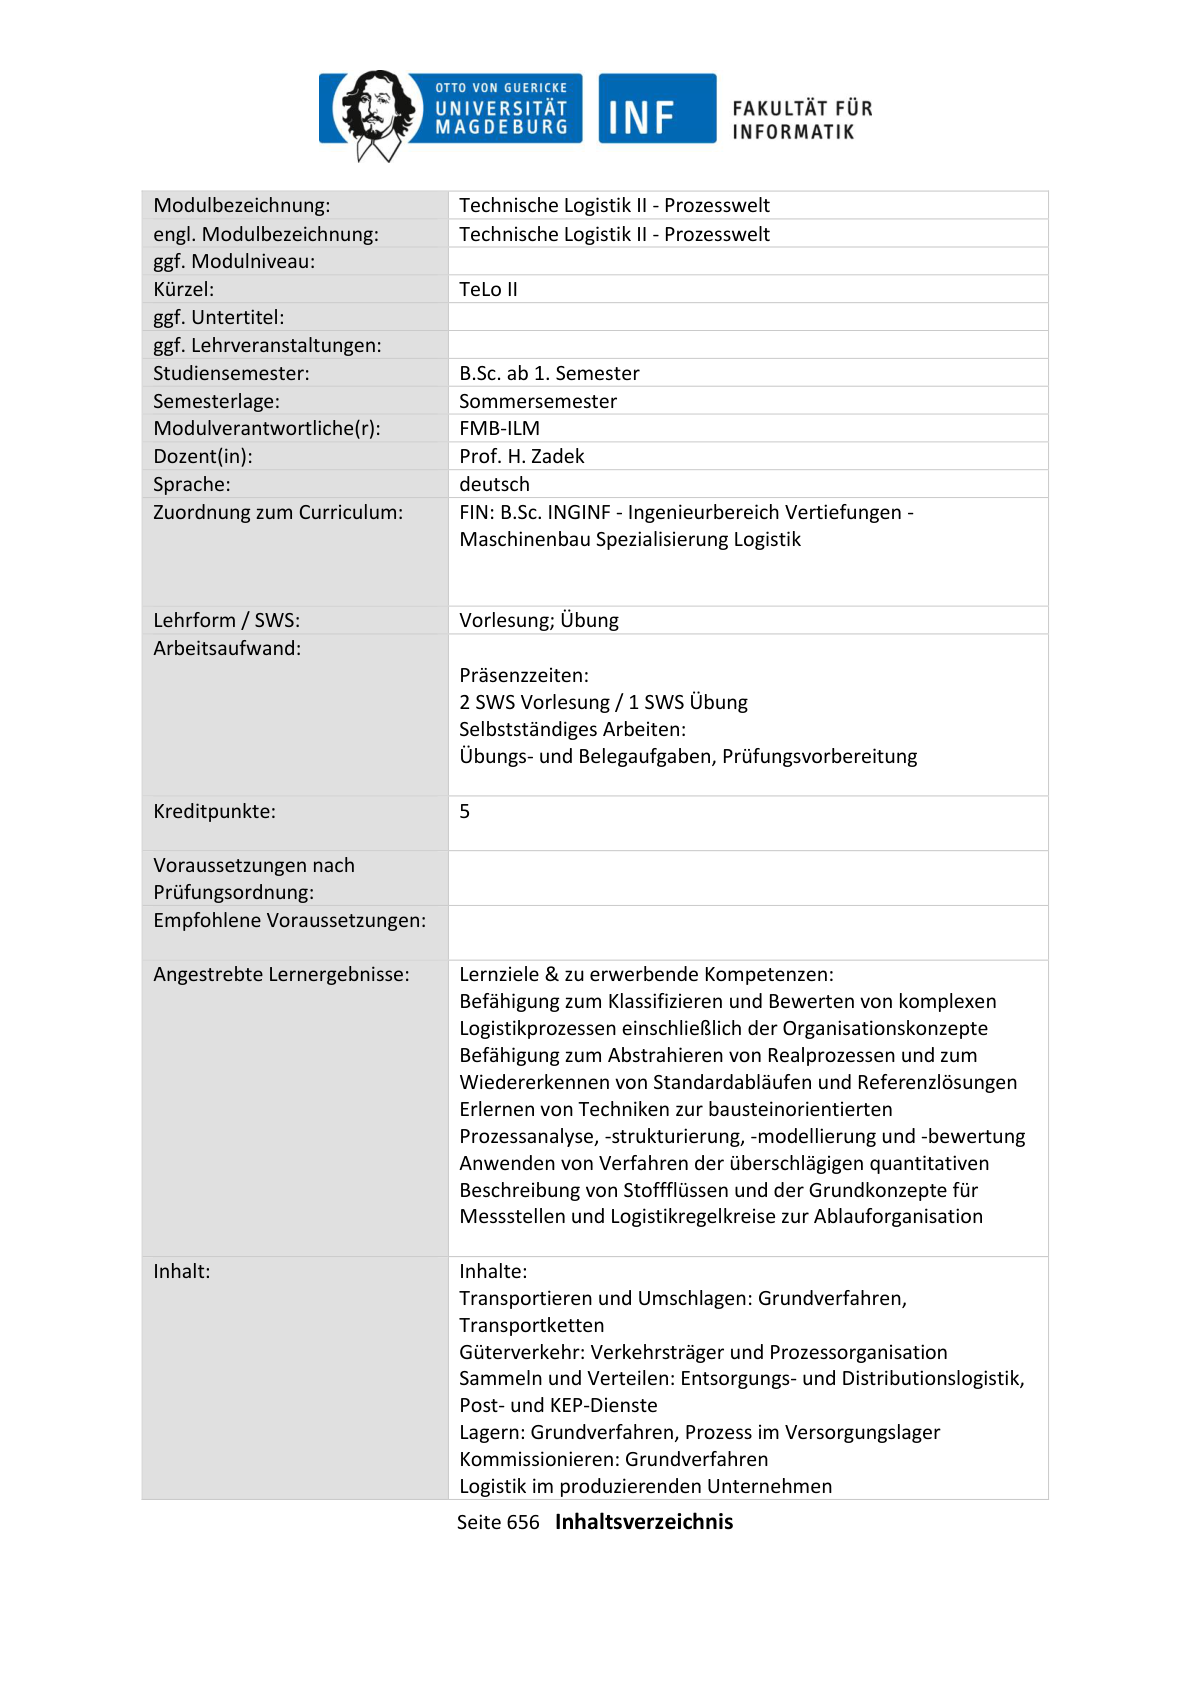 OTTO VON GUERICKE
UNIVERSITÄT
MAGDEBURG
INF
FAKULTÄT FÜR
INFORMATIK
Modulbezeichnung: Technische Logistik II - Prozesswelt
engl. Modulbezeichnung: Technische Logistik II - Prozesswelt
ggf. Modulniveau:
Kürzel: TeLo II
ggf. Untertitel:
ggf. Lehrveranstaltungen:
Studiensemester: B.Sc. ab 1. Semester
Semesterlage: Sommersemester
Modulverantwortliche(r): FMB-ILM
Dozent(in): Prof. H. Zadek
Sprache: deutsch
Zuordnung zum Curriculum: FIN: B.Sc. INGINF - Ingenieurbereich Vertiefungen -
Maschinenbau Spezialisierung Logistik
Lehrform / SWS: Vorlesung; Übung
Arbeitsaufwand:
Präsenzzeiten:
2 SWS Vorlesung / 1 SWS Übung
Selbstständiges Arbeiten:
Übungs- und Belegaufgaben, Prüfungsvorbereitung
Kreditpunkte: 5
Voraussetzungen nach
Prüfungsordnung:
Empfohlene Voraussetzungen:
Angestrebte Lernergebnisse: Lernziele & zu erwerbende Kompetenzen:
Befähigung zum Klassifizieren und Bewerten von komplexen
Logistikprozessen einschließlich der Organisationskonzepte
Befähigung zum Abstrahieren von Realprozessen und zum
Wiedererkennen von Standardabläufen und Referenzlösungen
Erlernen von Techniken zur bausteinorientierten
Prozessanalyse, -strukturierung, -modellierung und -bewertung
Anwenden von Verfahren der überschlägigen quantitativen
Beschreibung von Stoffflüssen und der Grundkonzepte für
Messstellen und Logistikregelkreise zur Ablauforganisation
Inhalt: Inhalte:
Transportieren und Umschlagen: Grundverfahren,
Transportketten
Güterverkehr: Verkehrsträger und Prozessorganisation
Sammeln und Verteilen: Entsorgungs- und Distributionslogistik,
Post- und KEP-Dienste
Lagern: Grundverfahren, Prozess im Versorgungslager
Kommissionieren: Grundverfahren
Logistik im produzierenden Unternehmen
Seite 656 Inhaltsverzeichnis